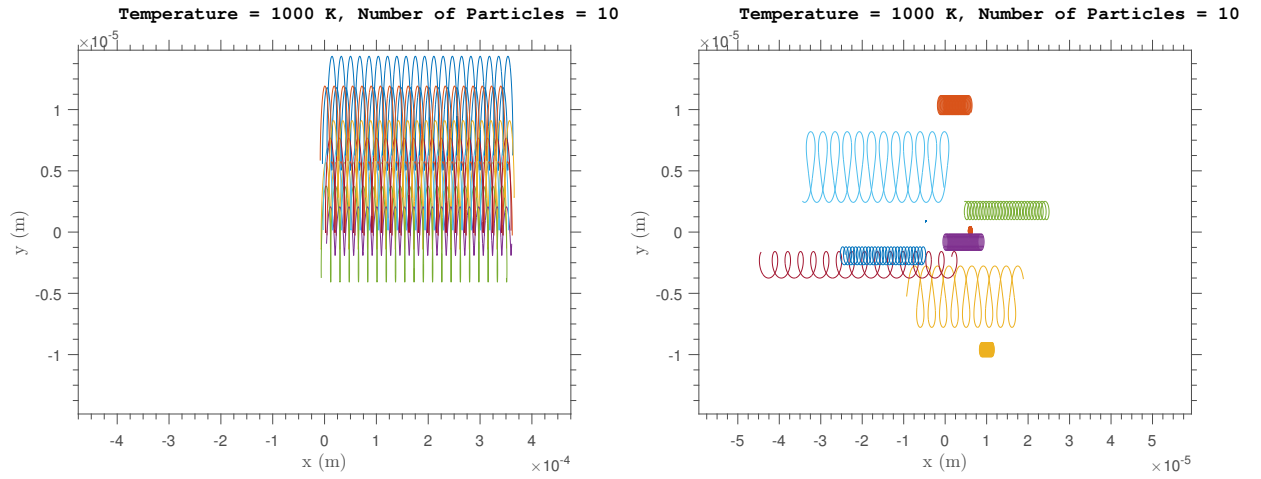 Temperature = 1000 K, Number of Particles = 10
×10-5
1
0.5
0
-0.5
-1
y (m)
-4 -3 -2 -1 0 1 2 3 4
x (m)
×10-4
Temperature = 1000 K, Number of Particles = 10
×10-5
1
0.5
0
-0.5
-1
y (m)
-5 -4 -3 -2 -1 0 1 2 3 4 5
x (m)
×10-5